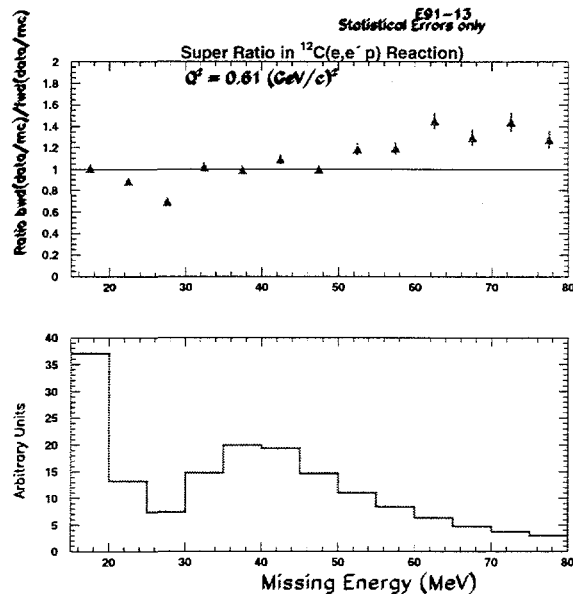 E91-13
Statistical Errors only
Super Ratio in ¹²C(e,e´ p) Reaction)
Q² = 0.61 (GeV/c)²
Ratio bwd(data/mc)/fwd(data/mc)
2
1.8
1.6
1.4
1.2
1
0.8
0.6
0.4
0.2
0
20 30 40 50 60 70 80
Arbitrary Units
40
35
30
25
20
15
10
5
0
20 30 40 50 60 70 80
Missing Energy (MeV)